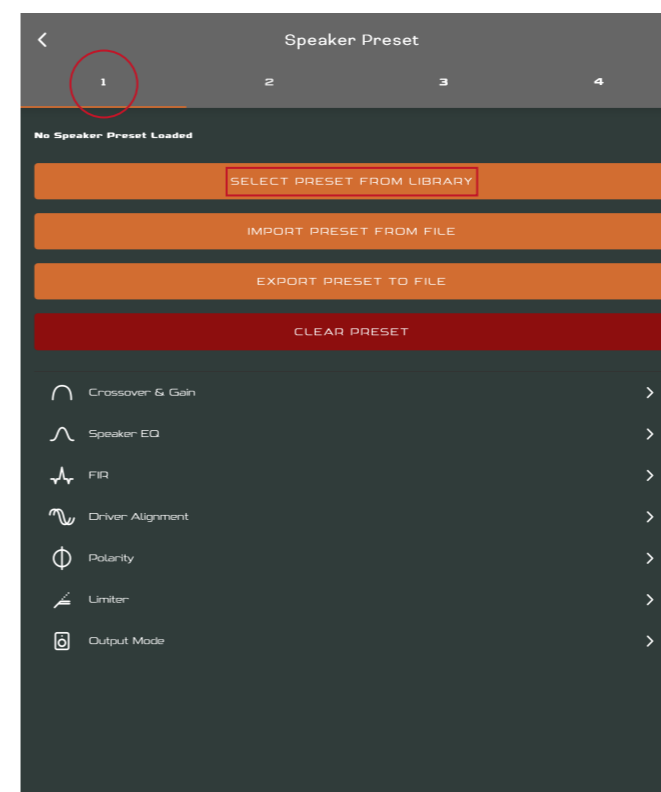 Speaker Preset
1 2 3 4
No Speaker Preset Loaded
SELECT PRESET FROM LIBRARY
IMPORT PRESET FROM FILE
EXPORT PRESET TO FILE
CLEAR PRESET
Crossover & Gain
Speaker EQ
FIR
Driver Alignment
Polarity
Limiter
Output Mode